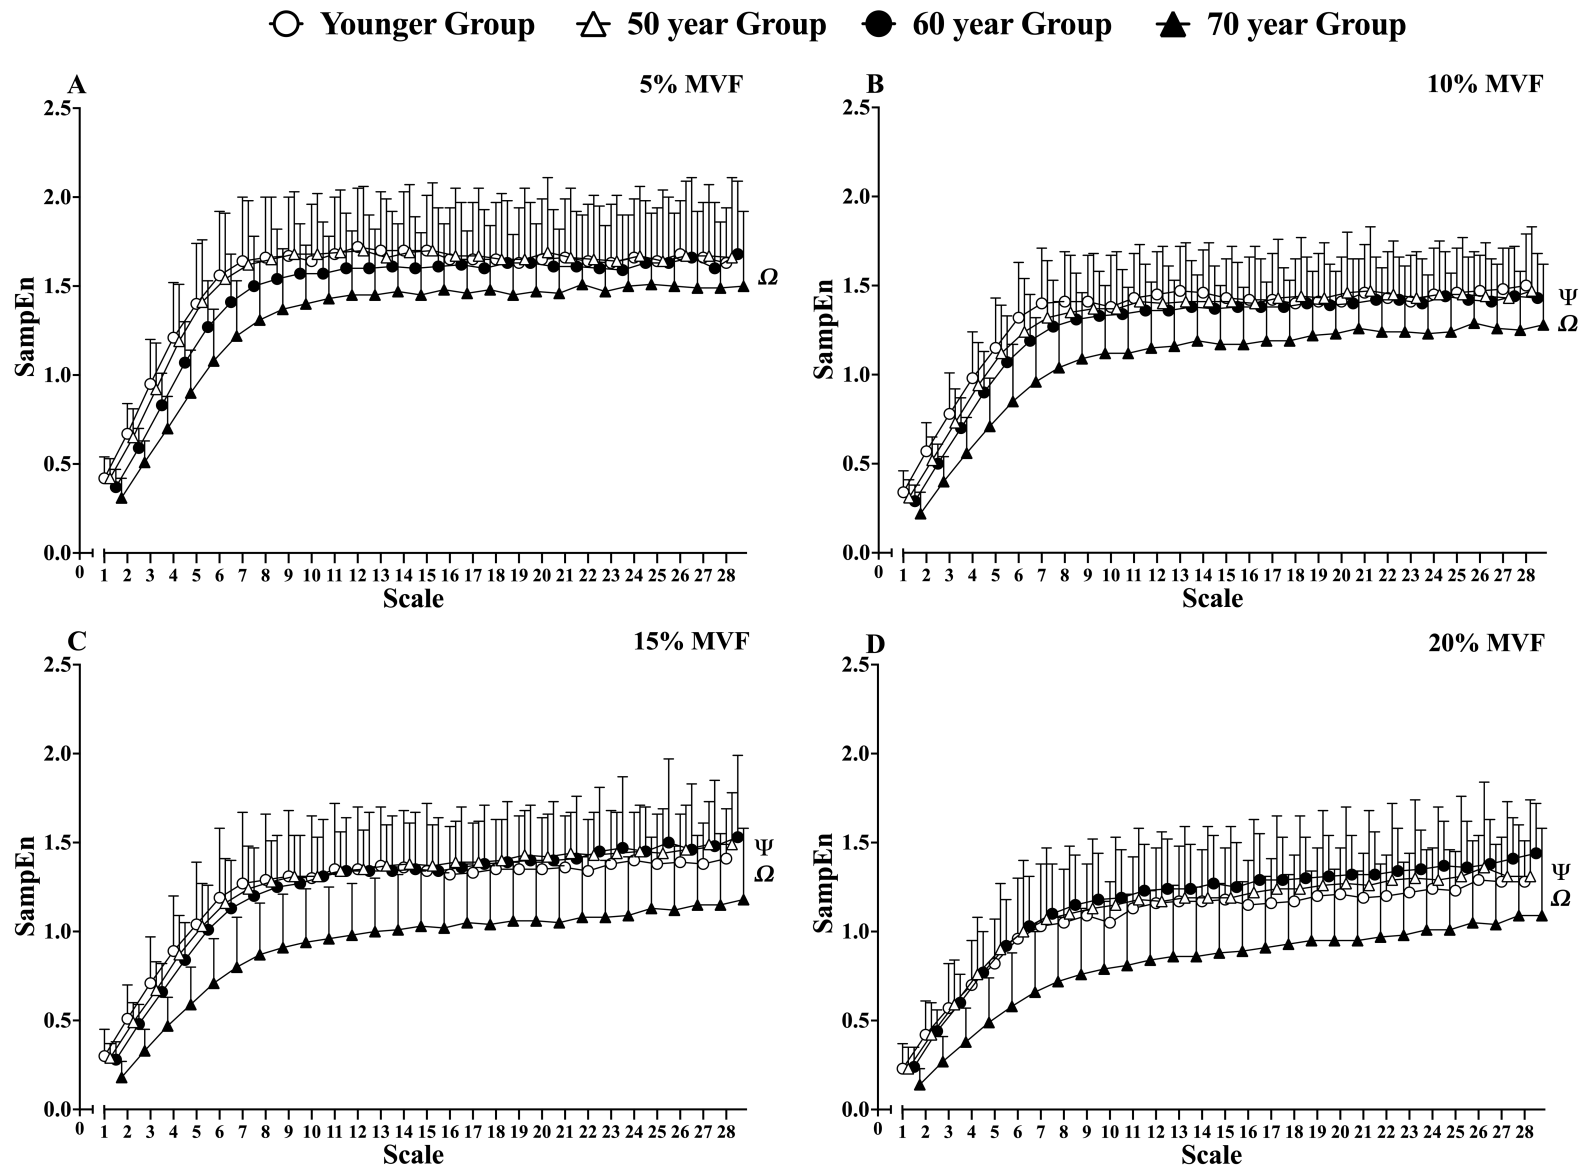 Younger Group 50 year Group 60 year Group 70 year Group
A 5% MVF
2.5
2.0
1.5
1.0
0.5
0.0
SampEn
Ω
0 1 2 3 4 5 6 7 8 9 10 11 12 13 14 15 16 17 18 19 20 21 22 23 24 25 26 27 28
Scale
B 10% MVF
2.5
2.0
1.5
1.0
0.5
0.0
SampEn
Ψ
Ω
0 1 2 3 4 5 6 7 8 9 10 11 12 13 14 15 16 17 18 19 20 21 22 23 24 25 26 27 28
Scale
C 15% MVF
2.5
2.0
1.5
1.0
0.5
0.0
SampEn
Ψ
Ω
0 1 2 3 4 5 6 7 8 9 10 11 12 13 14 15 16 17 18 19 20 21 22 23 24 25 26 27 28
Scale
D 20% MVF
2.5
2.0
1.5
1.0
0.5
0.0
SampEn
Ψ
Ω
0 1 2 3 4 5 6 7 8 9 10 11 12 13 14 15 16 17 18 19 20 21 22 23 24 25 26 27 28
Scale